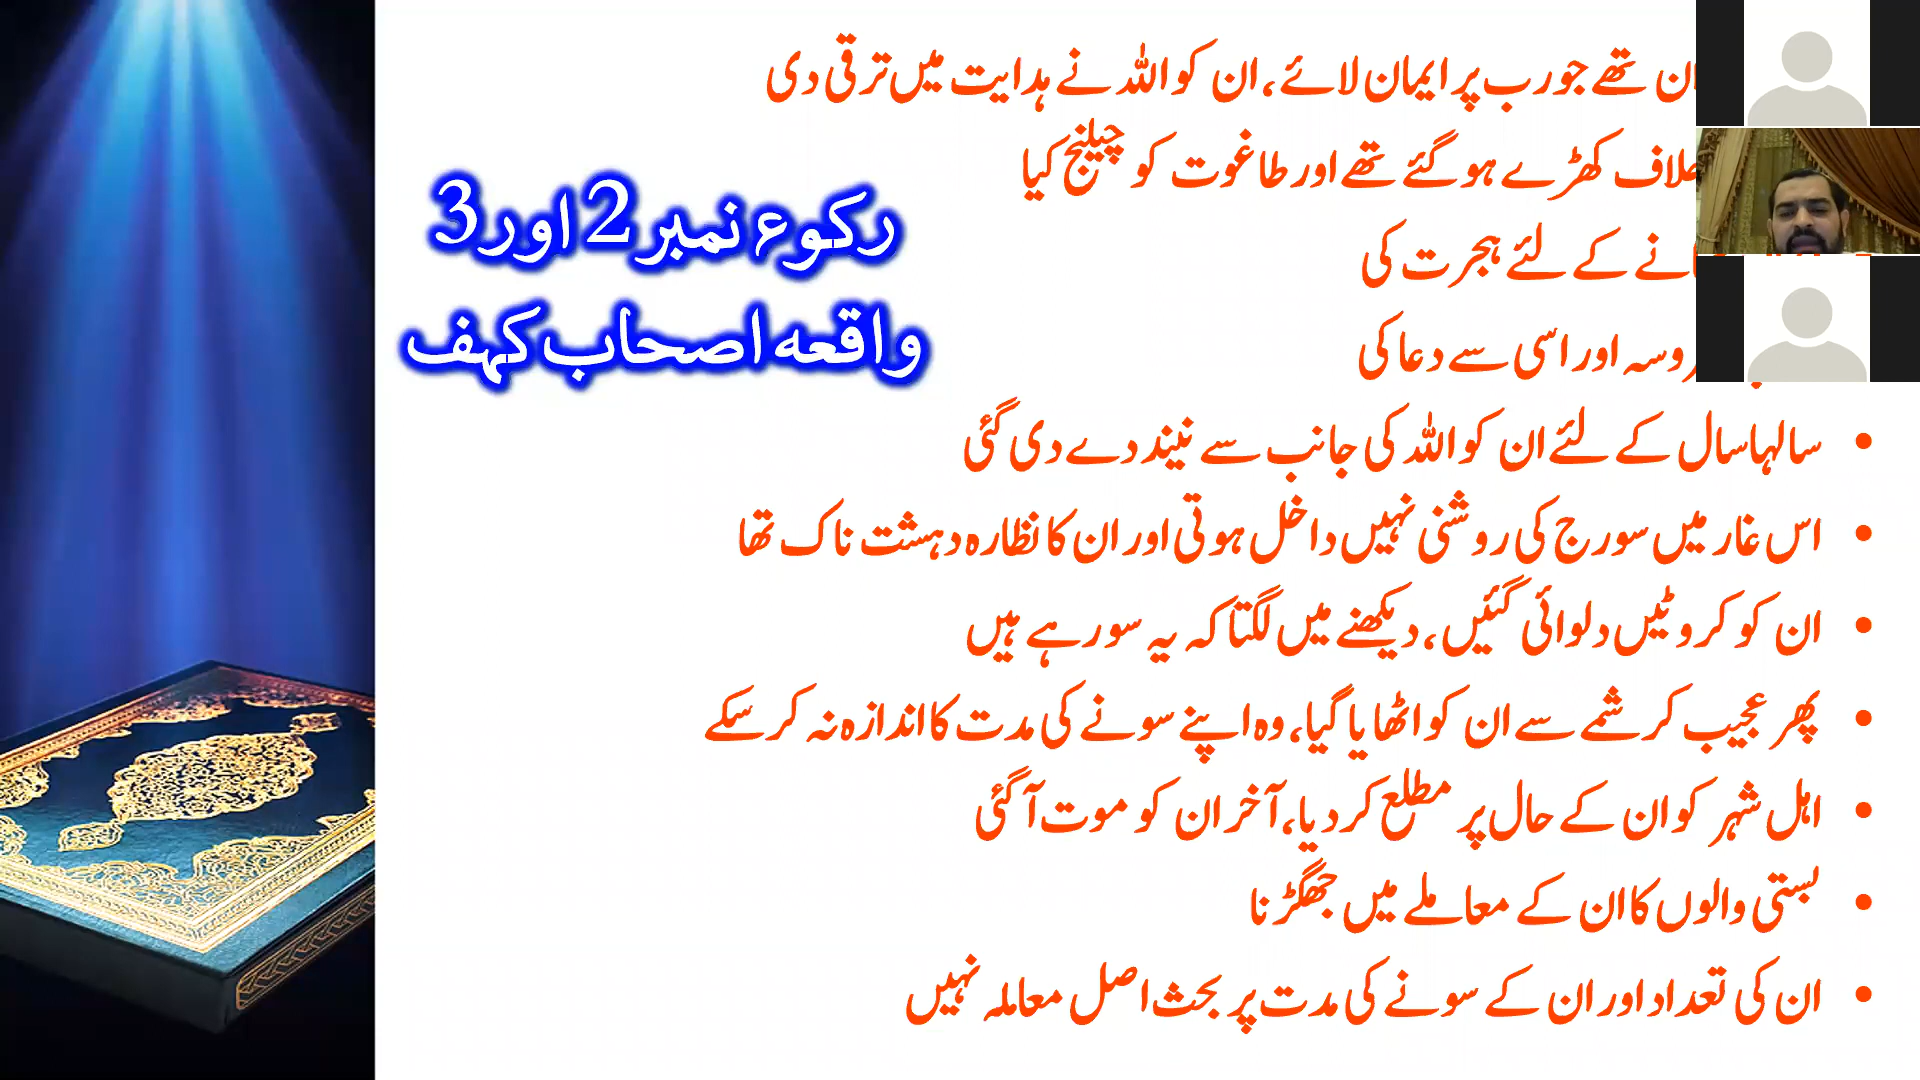 رکوع نمبر 2 اور 3
واقعہ اصحاب کہف
تھے جو رب پر ایمان لائے، ان کو اللہ نے ہدایت میں ترقی دی
کھڑے ہوگئے تھے اور طاغوت کو چیلنج کیا
کے لئے ہجرت کی
اور اسی سے دعا کی
• سالہا سال کے لئے ان کو اللہ کی جانب سے نیند دے دی گئی
• اس غار میں سورج کی روشنی نہیں داخل ہوتی اور ان کا نظارہ دہشت ناک تھا
• ان کو کروٹیں دلوائی گئیں، دیکھنے میں لگتا کہ یہ سو رہے ہیں
• پھر عجیب کرشمے سے ان کو اٹھایا گیا، وہ اپنے سونے کی مدت کا اندازہ نہ کر سکے
• اہل شہر کو ان کے حال پر مطلع کر دیا، آخر ان کو موت آگئی
• بستی والوں کا ان کے معاملے میں جھگڑنا
• ان کی تعداد اور ان کے سونے کی مدت پر بحث اصل معاملہ نہیں